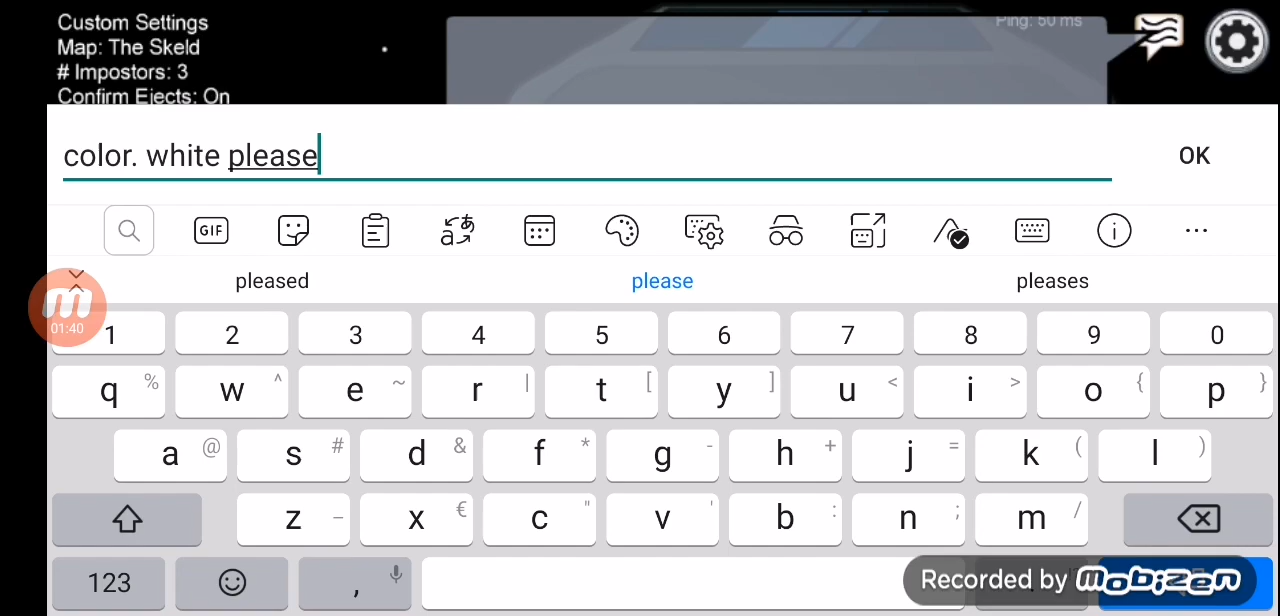 Custom Settings
Map: The Skeld
# Impostors: 3
Confirm Ejects: On
Ping: 50 ms
color. white please
OK
GIF
pleased please pleases
01:40
1 2 3 4 5 6 7 8 9 0
q % w ^ e ~ r | t [ y ] u < i > o { p }
a @ s # d & f * g - h + j = k ( l )
z _ x € c " v ' b : n ; m /
123 ,
Recorded by mobizen